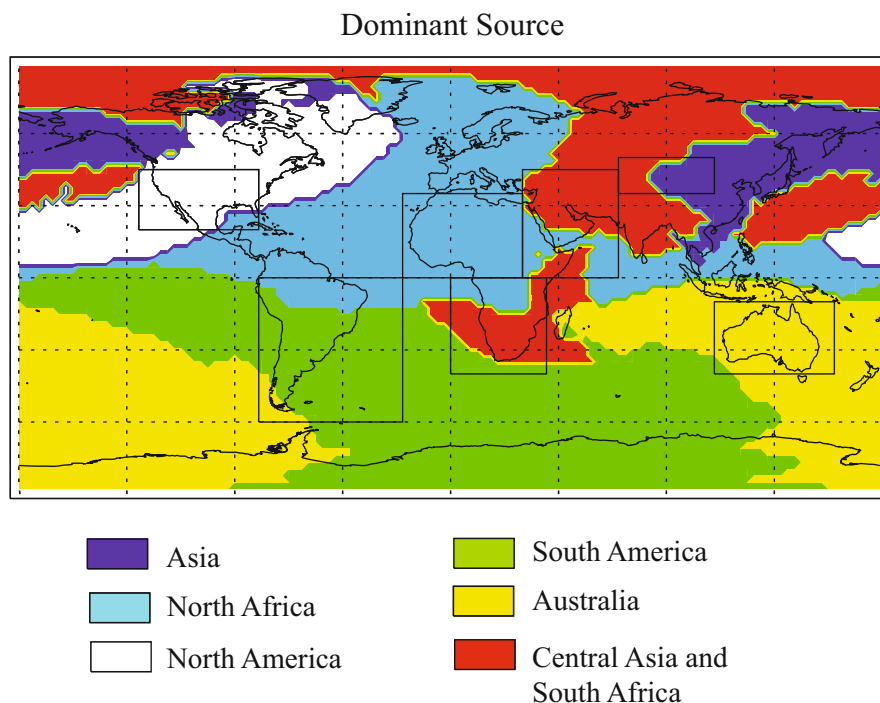 Dominant Source
Asia
North Africa
North America
South America
Australia
Central Asia and
South Africa